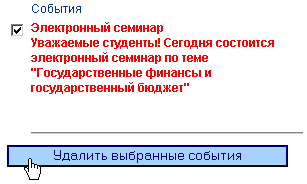 События
Электронный семинар
Уважаемые студенты! Сегодня состоится
электронный семинар по теме
"Государственные финансы и
государственный бюджет"
Удалить выбранные события